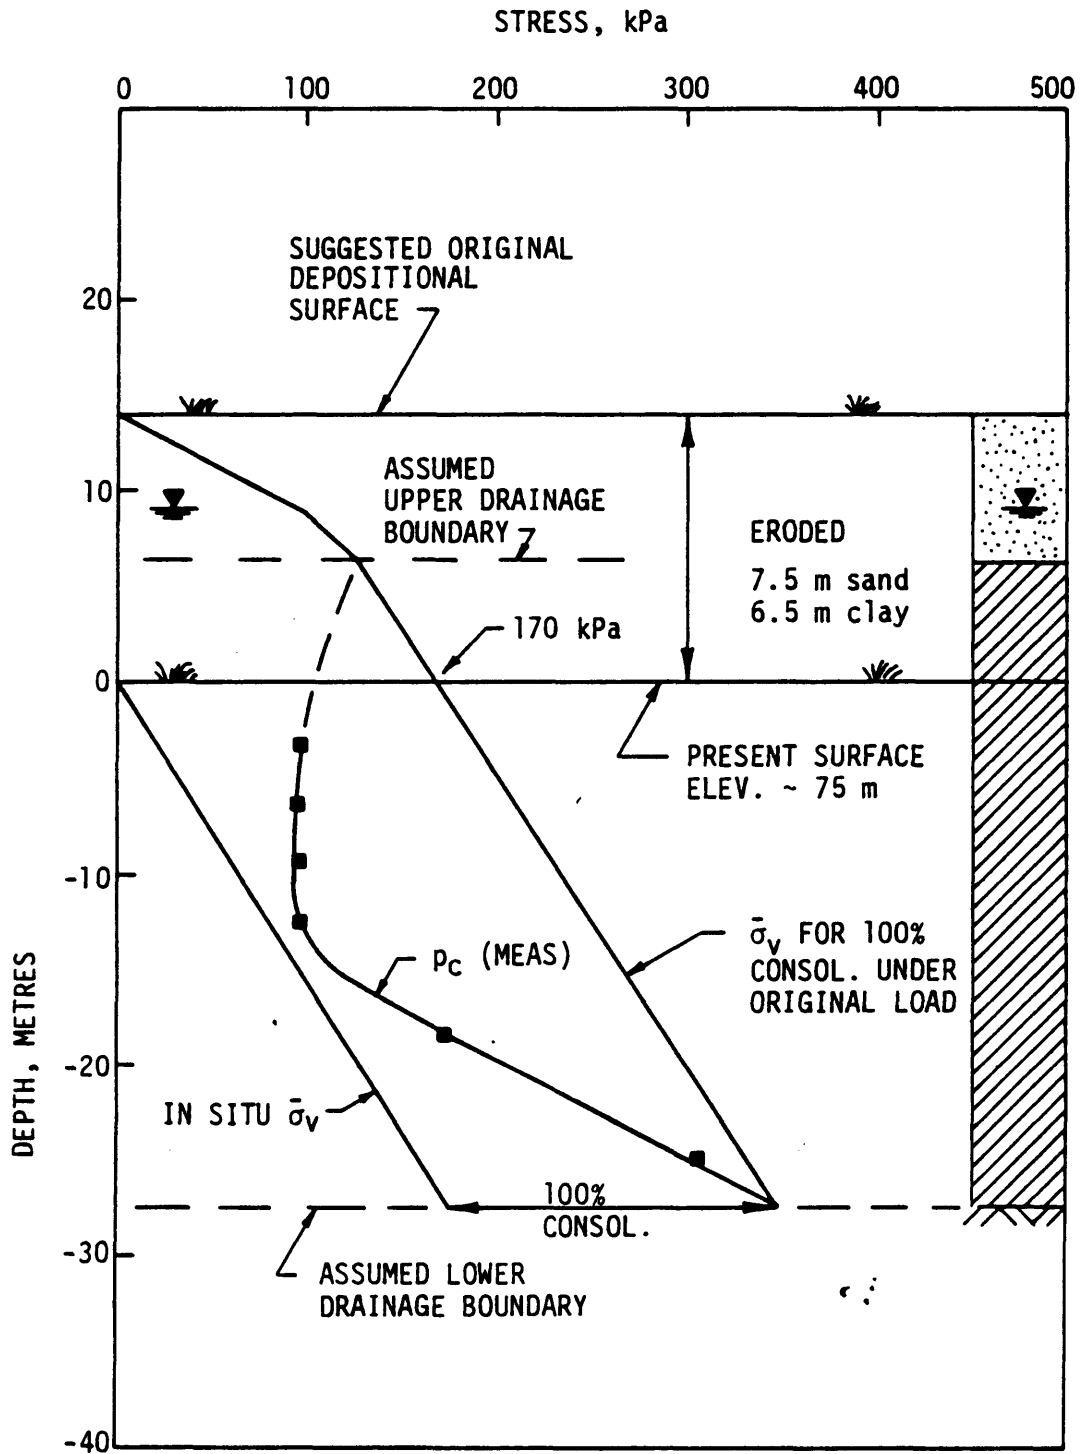 STRESS, kPa
0 100 200 300 400 500
SUGGESTED ORIGINAL
DEPOSITIONAL
SURFACE
20
ASSUMED
UPPER DRAINAGE
BOUNDARY
10
ERODED
7.5 m sand
6.5 m clay
170 kPa
0
PRESENT SURFACE
ELEV. ~ 75 m
-10
p_c (MEAS)
σ̄_v FOR 100%
CONSOL. UNDER
ORIGINAL LOAD
DEPTH, METRES
-20
IN SITU σ̄_v
100%
CONSOL.
-30
ASSUMED LOWER
DRAINAGE BOUNDARY
-40